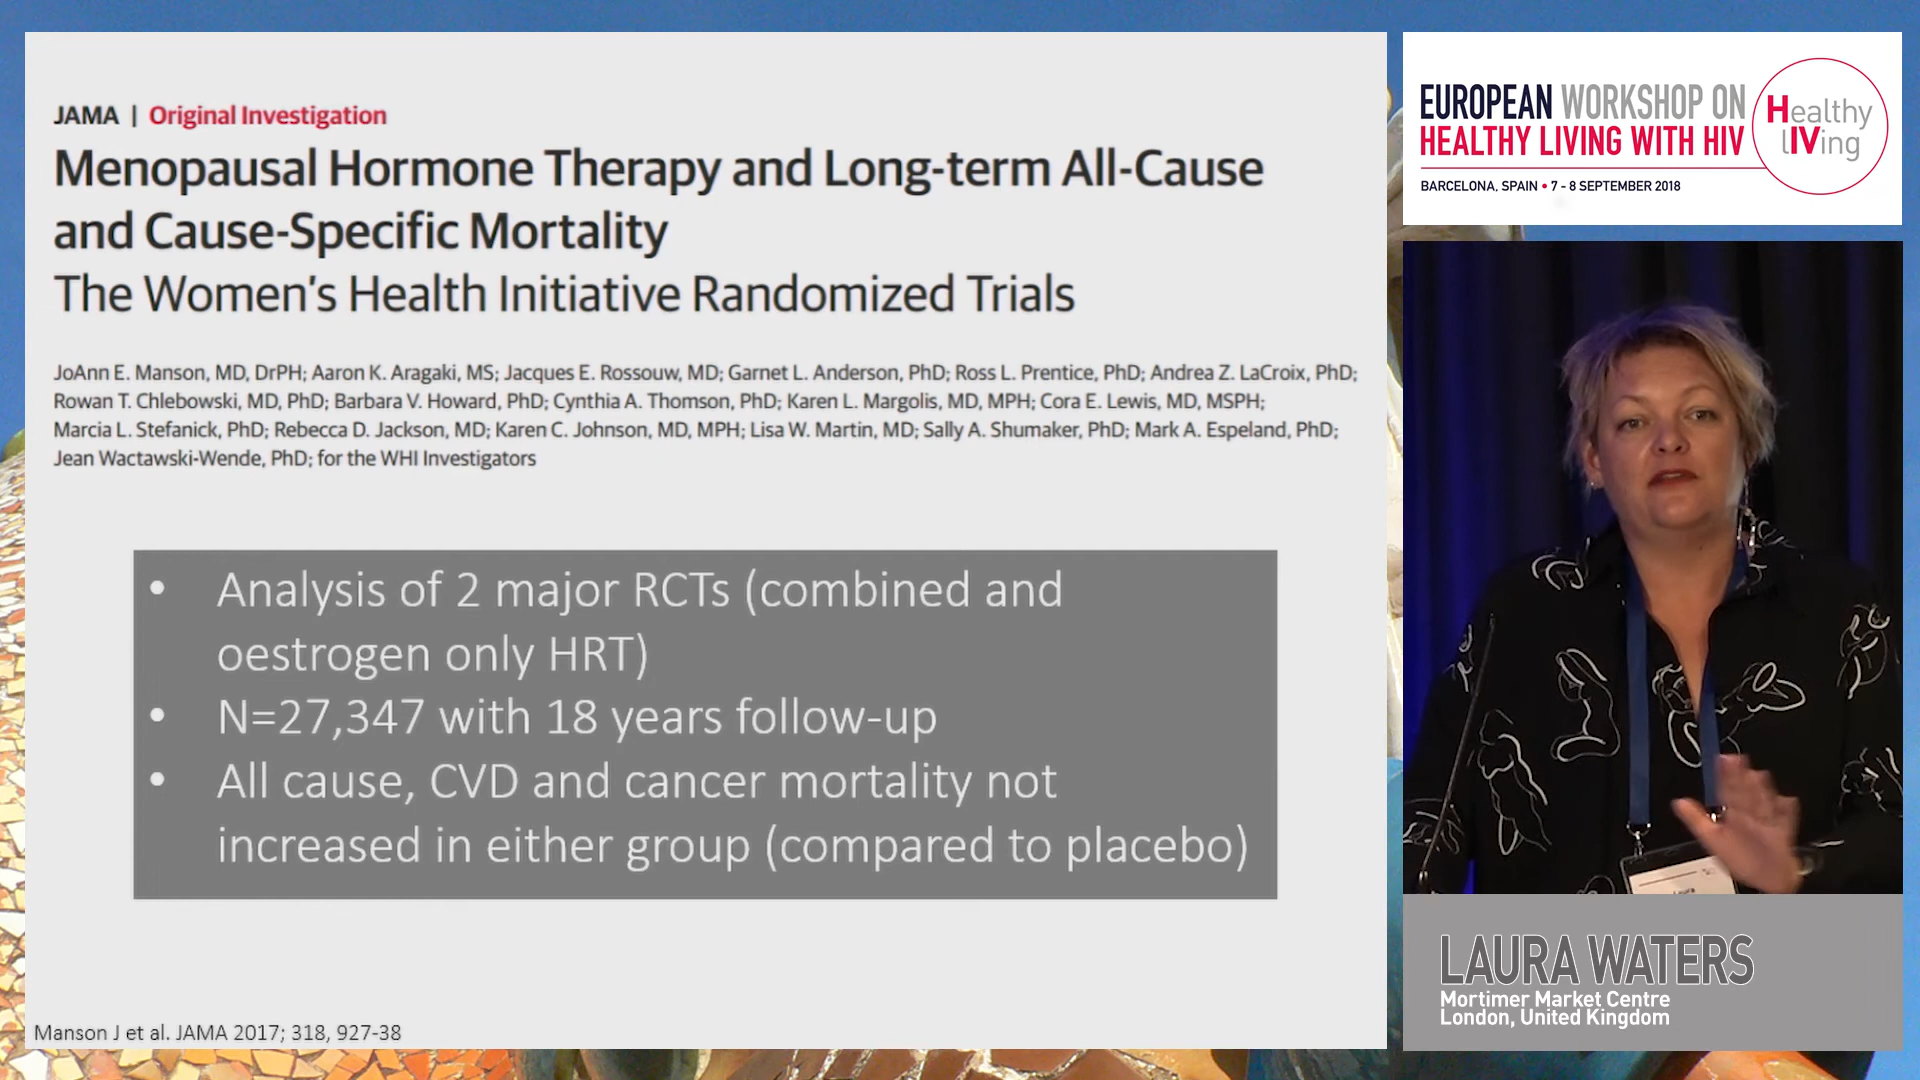 JAMA | Original Investigation
Menopausal Hormone Therapy and Long-term All-Cause
and Cause-Specific Mortality
The Women's Health Initiative Randomized Trials
JoAnn E. Manson, MD, DrPH; Aaron K. Aragaki, MS; Jacques E. Rossouw, MD; Garnet L. Anderson, PhD; Ross L. Prentice, PhD; Andrea Z. LaCroix, PhD;
Rowan T. Chlebowski, MD, PhD; Barbara V. Howard, PhD; Cynthia A. Thomson, PhD; Karen L. Margolis, MD, MPH; Cora E. Lewis, MD, MSPH;
Marcia L. Stefanick, PhD; Rebecca D. Jackson, MD; Karen C. Johnson, MD, MPH; Lisa W. Martin, MD; Sally A. Shumaker, PhD; Mark A. Espeland, PhD;
Jean Wactawski-Wende, PhD; for the WHI Investigators
• Analysis of 2 major RCTs (combined and
oestrogen only HRT)
• N=27,347 with 18 years follow-up
• All cause, CVD and cancer mortality not
increased in either group (compared to placebo)
Manson J et al. JAMA 2017; 318, 927-38
EUROPEAN WORKSHOP ON
HEALTHY LIVING WITH HIV
BARCELONA, SPAIN • 7 - 8 SEPTEMBER 2018
Healthy
lIVing
Laura
LAURA WATERS
Mortimer Market Centre
London, United Kingdom